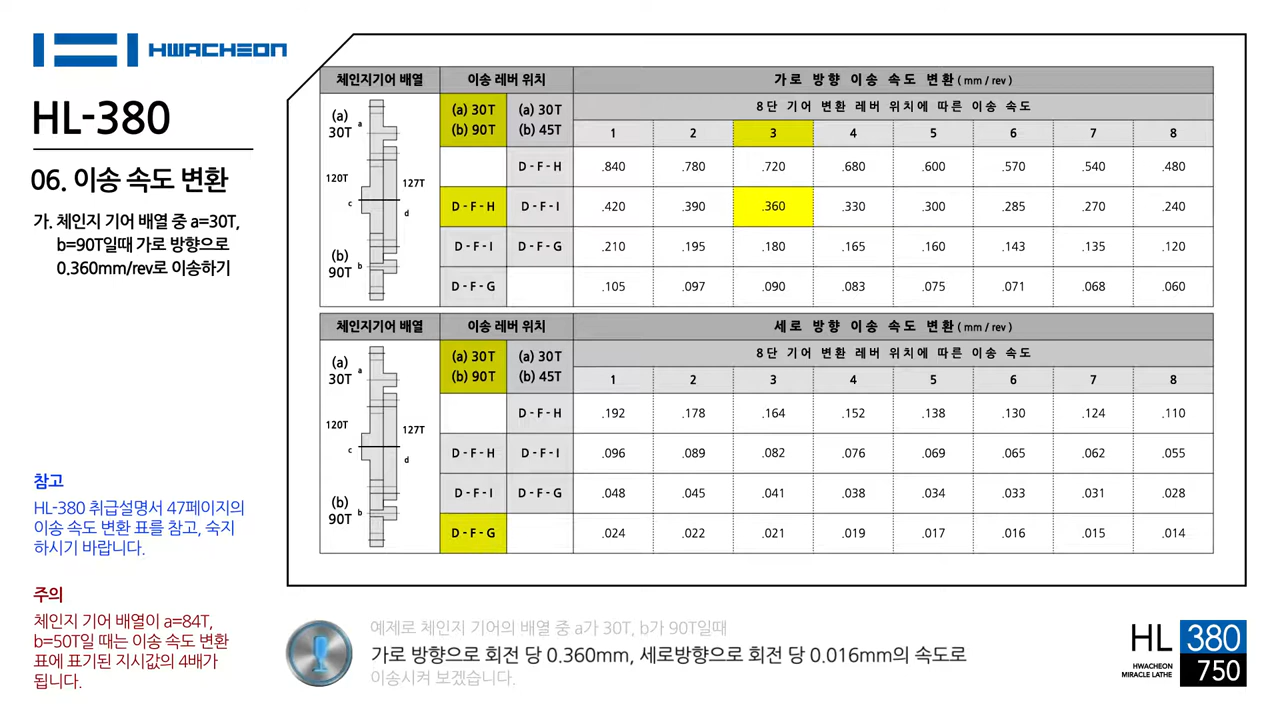 HWACHEON
HL-380
06. 이송 속도 변환
가. 체인지 기어 배열 중 a=30T,
b=90T일때 가로 방향으로
0.360mm/rev로 이송하기
참고
HL-380 취급설명서 47페이지의
이송 속도 변환 표를 참고, 숙지
하시기 바랍니다.
주의
체인지 기어 배열이 a=84T,
b=50T일 때는 이송 속도 변환
표에 표기된 지시값의 4배가
됩니다.
체인지기어 배열 이송 레버 위치 가로 방향 이송 속도 변환 ( mm / rev )
(a) 30T (b) 90T (a) 30T (b) 45T 8단 기어 변환 레버 위치에 따른 이송 속도
1 2 3 4 5 6 7 8
D - F - H .840 .780 .720 .680 .600 .570 .540 .480
D - F - H D - F - I .420 .390 .360 .330 .300 .285 .270 .240
D - F - I D - F - G .210 .195 .180 .165 .160 .143 .135 .120
D - F - G .105 .097 .090 .083 .075 .071 .068 .060
(a)
30T a
120T 127T
c d
(b)
90T b
체인지기어 배열 이송 레버 위치 세로 방향 이송 속도 변환 ( mm / rev )
(a) 30T (b) 90T (a) 30T (b) 45T 8단 기어 변환 레버 위치에 따른 이송 속도
1 2 3 4 5 6 7 8
D - F - H .192 .178 .164 .152 .138 .130 .124 .110
D - F - H D - F - I .096 .089 .082 .076 .069 .065 .062 .055
D - F - I D - F - G .048 .045 .041 .038 .034 .033 .031 .028
D - F - G .024 .022 .021 .019 .017 .016 .015 .014
(a)
30T a
120T 127T
c d
(b)
90T b
예제로 체인지 기어의 배열 중 a가 30T, b가 90T일때
가로 방향으로 회전 당 0.360mm, 세로방향으로 회전 당 0.016mm의 속도로
이송시켜 보겠습니다.
HL 380
HWACHEON
MIRACLE LATHE
750